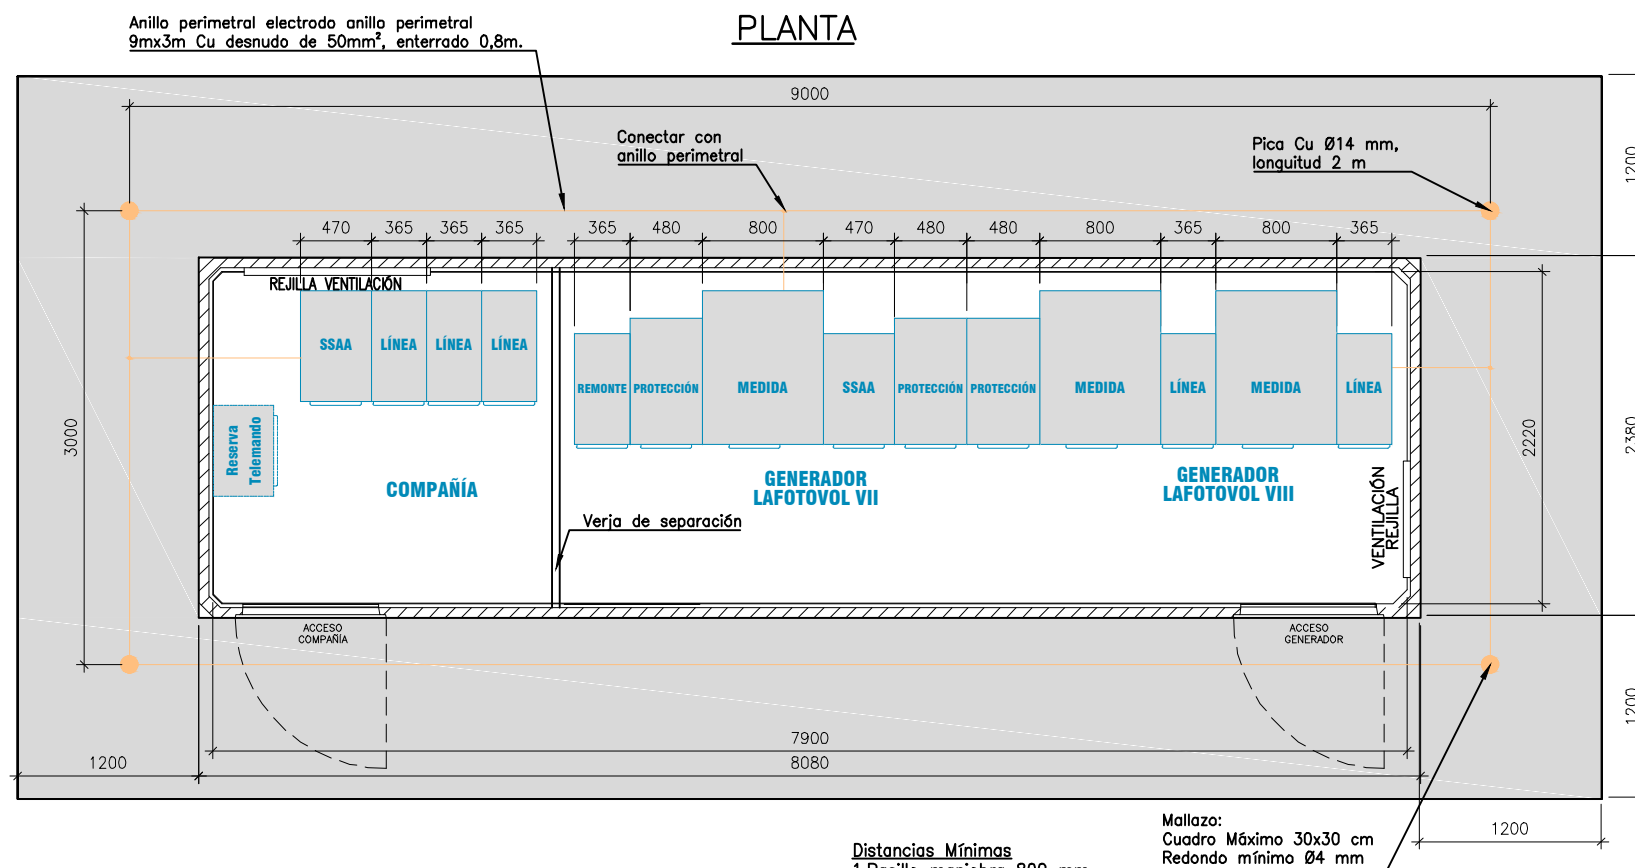 PLANTA
Anillo perimetral electrodo anillo perimetral
9mx3m Cu desnudo de 50mm², enterrado 0,8m.
9000
Conectar con
anillo perimetral
Pica Cu Ø14 mm,
longuitud 2 m
1200
470 365 365 365 365 480 800 470 480 480 800 365 800 365
REJILLA VENTILACIÓN
SSAA LÍNEA LÍNEA LÍNEA
REMONTE PROTECCIÓN MEDIDA SSAA PROTECCIÓN PROTECCIÓN MEDIDA LÍNEA MEDIDA LÍNEA
3000
Reserva
Telemando
COMPAÑÍA
GENERADOR
LAFOTOVOL VII
GENERADOR
LAFOTOVOL VIII
VENTILACIÓN
REJILLA
2220
2380
Verja de separación
ACCESO
COMPAÑÍA
ACCESO
GENERADOR
1200
7900
1200
8080
Mallazo:
Cuadro Máximo 30x30 cm
Redondo mínimo Ø4 mm
1200
Distancias Mínimas